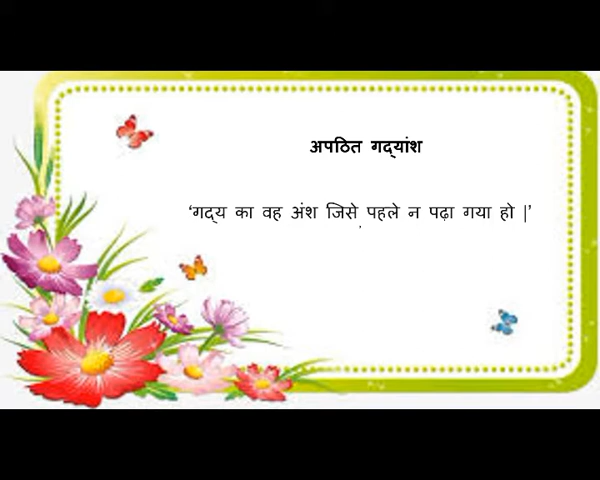 अपठित गद्यांश
‘गद्य का वह अंश जिसे पहले न पढ़ा गया हो |’